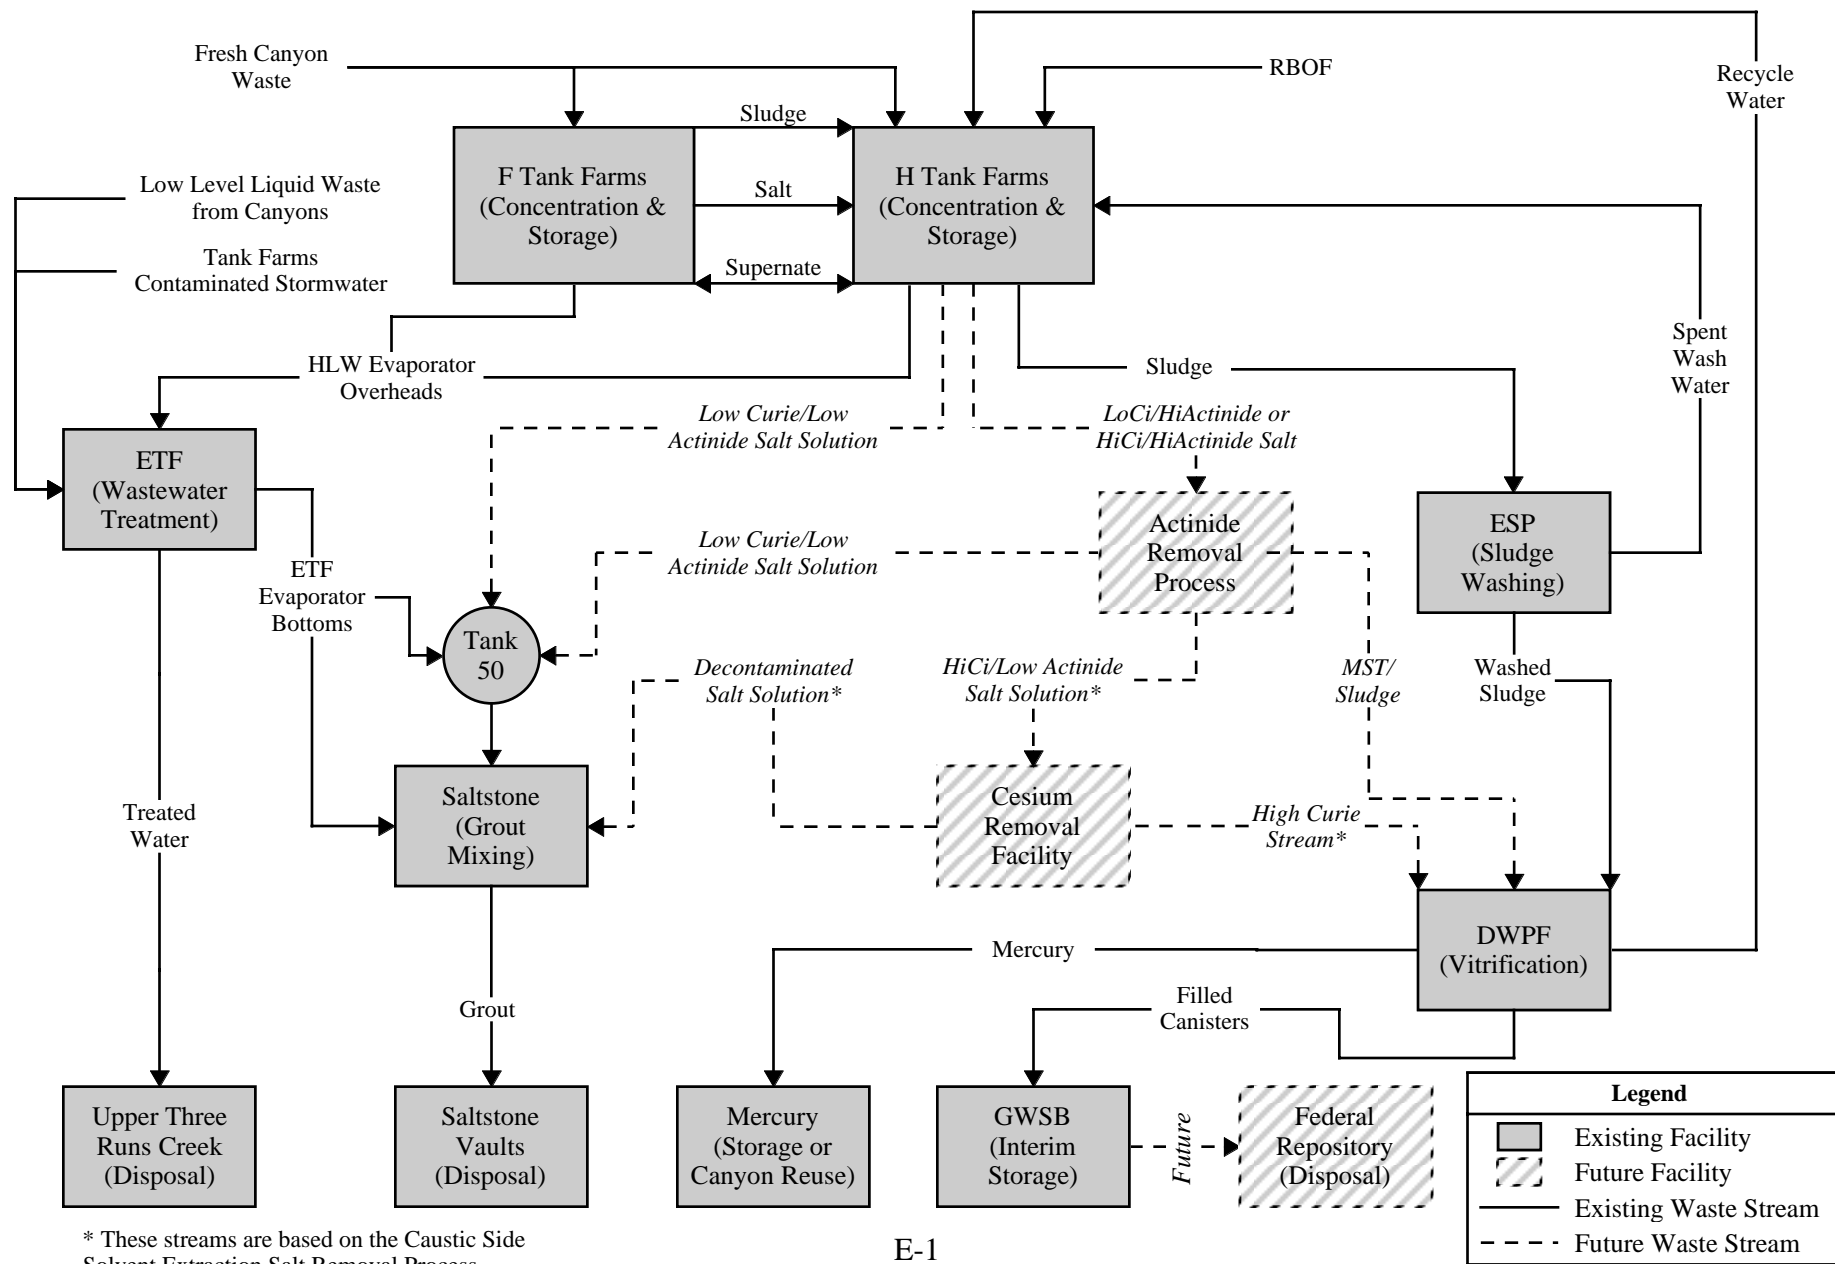 Fresh Canyon
Waste
RBOF
Recycle
Water
Sludge
F Tank Farms
(Concentration &
Storage)
Salt
H Tank Farms
(Concentration &
Storage)
Supernate
Low Level Liquid Waste
from Canyons
Tank Farms
Contaminated Stormwater
HLW Evaporator
Overheads
Sludge
Spent
Wash
Water
Low Curie/Low
Actinide Salt Solution
LoCi/HiActinide or
HiCi/HiActinide Salt
ETF
(Wastewater
Treatment)
Low Curie/Low
Actinide Salt Solution
Actinide
Removal
Process
ESP
(Sludge
Washing)
ETF
Evaporator
Bottoms
Tank
50
Decontaminated
Salt Solution*
HiCi/Low Actinide
Salt Solution*
MST/
Sludge
Washed
Sludge
Treated
Water
Saltstone
(Grout
Mixing)
Cesium
Removal
Facility
High Curie
Stream*
DWPF
(Vitrification)
Mercury
Grout
Filled
Canisters
Upper Three
Runs Creek
(Disposal)
Saltstone
Vaults
(Disposal)
Mercury
(Storage or
Canyon Reuse)
GWSB
(Interim
Storage)
Future
Federal
Repository
(Disposal)
Legend
Existing Facility
Future Facility
Existing Waste Stream
Future Waste Stream
* These streams are based on the Caustic Side
Solvent Extraction Salt Removal Process
E-1